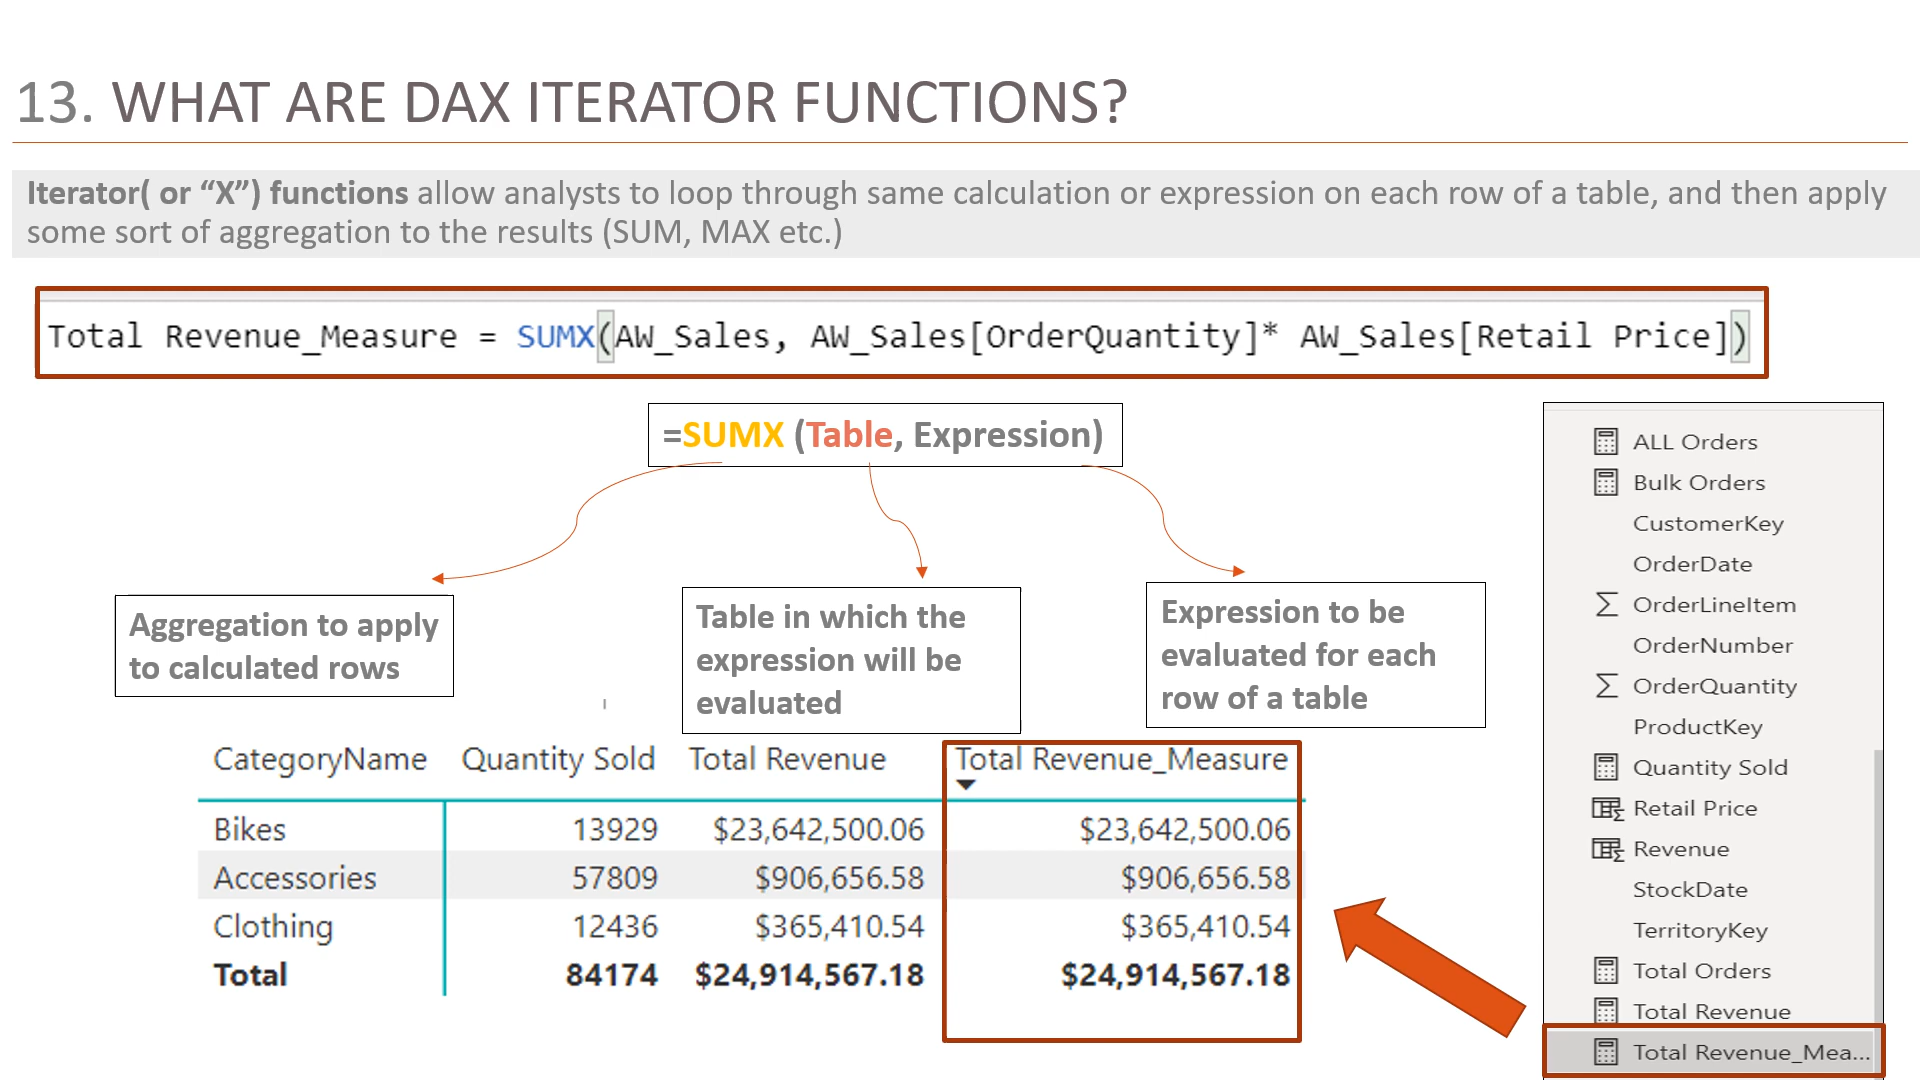 13. WHAT ARE DAX ITERATOR FUNCTIONS?
Iterator( or “X”) functions allow analysts to loop through same calculation or expression on each row of a table, and then apply
some sort of aggregation to the results (SUM, MAX etc.)
Total Revenue_Measure = SUMX(AW_Sales, AW_Sales[OrderQuantity]* AW_Sales[Retail Price])
=SUMX (Table, Expression)
Aggregation to apply
to calculated rows
Table in which the
expression will be
evaluated
Expression to be
evaluated for each
row of a table
CategoryName Quantity Sold Total Revenue Total Revenue_Measure
Bikes 13929 $23,642,500.06 $23,642,500.06
Accessories 57809 $906,656.58 $906,656.58
Clothing 12436 $365,410.54 $365,410.54
Total 84174 $24,914,567.18 $24,914,567.18
ALL Orders
Bulk Orders
CustomerKey
OrderDate
OrderLineItem
OrderNumber
OrderQuantity
ProductKey
Quantity Sold
Retail Price
Revenue
StockDate
TerritoryKey
Total Orders
Total Revenue
Total Revenue_Mea...